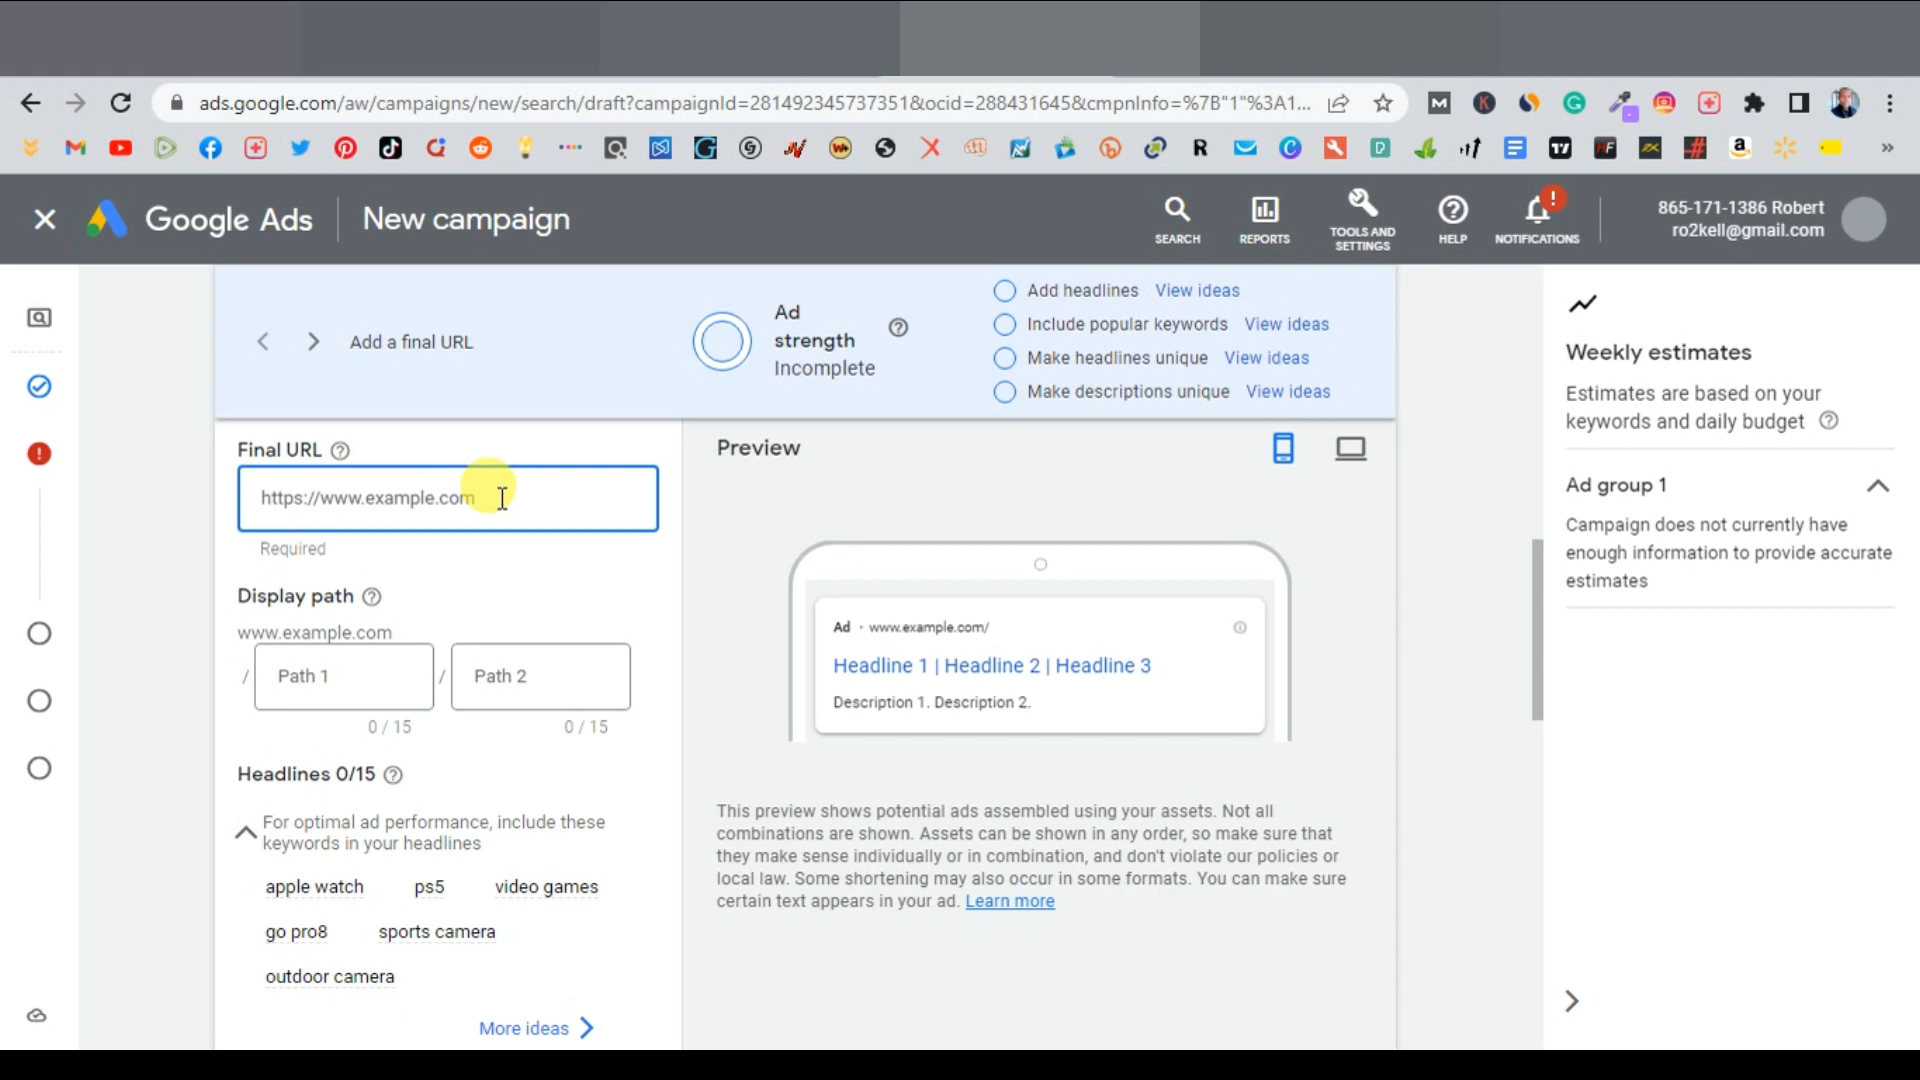 ads.google.com/aw/campaigns/new/search/draft?campaignId=281492345737351&ocid=288431645&cmpnInfo=%7B"1"%3A1...
Google Ads
New campaign
SEARCH
REPORTS
TOOLS AND
SETTINGS
HELP
NOTIFICATIONS
865-171-1386 Robert
ro2kell@gmail.com
Add a final URL
Ad
strength
Incomplete
Add headlines View ideas
Include popular keywords View ideas
Make headlines unique View ideas
Make descriptions unique View ideas
Final URL
https://www.example.com
Required
Display path
www.example.com
/ Path 1 / Path 2
0 / 15 0 / 15
Headlines 0/15
For optimal ad performance, include these
keywords in your headlines
apple watch ps5 video games
go pro8 sports camera
outdoor camera
More ideas
Preview
Ad · www.example.com/
Headline 1 | Headline 2 | Headline 3
Description 1. Description 2.
This preview shows potential ads assembled using your assets. Not all
combinations are shown. Assets can be shown in any order, so make sure that
they make sense individually or in combination, and don't violate our policies or
local law. Some shortening may also occur in some formats. You can make sure
certain text appears in your ad. Learn more
Weekly estimates
Estimates are based on your
keywords and daily budget
Ad group 1
Campaign does not currently have
enough information to provide accurate
estimates